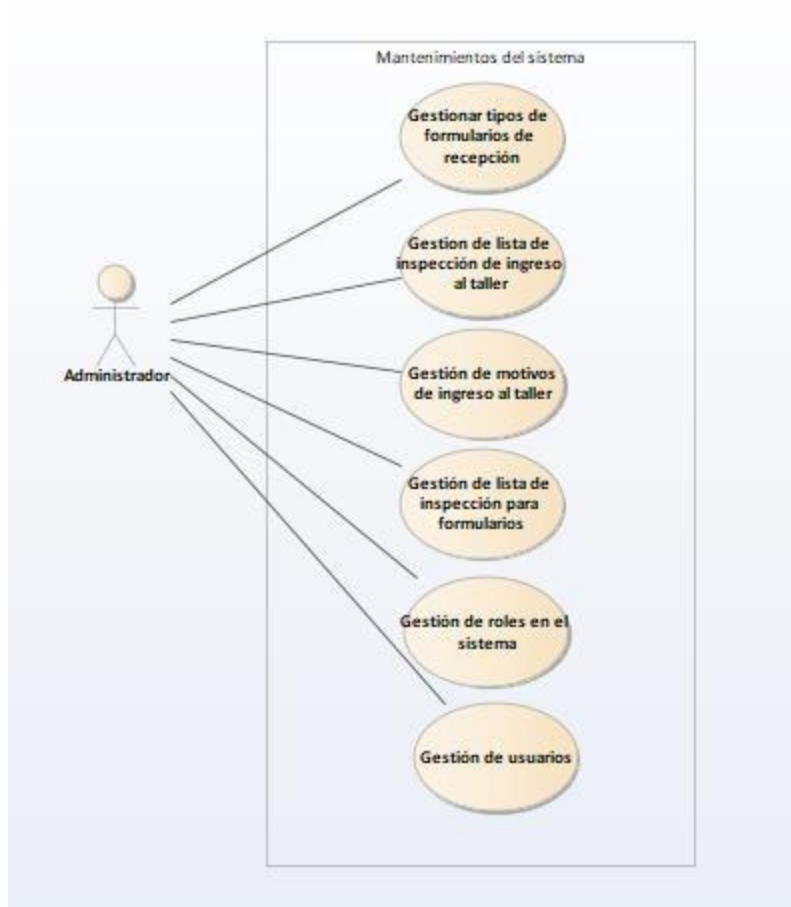 Mantenimientos del sistema
Gestionar tipos de
formularios de
recepción
Gestion de lista de
inspección de ingreso
al taller
Gestión de motivos
de ingreso al taller
Gestión de lista de
inspección para
formularios
Gestión de roles en el
sistema
Gestión de usuarios
Administrador